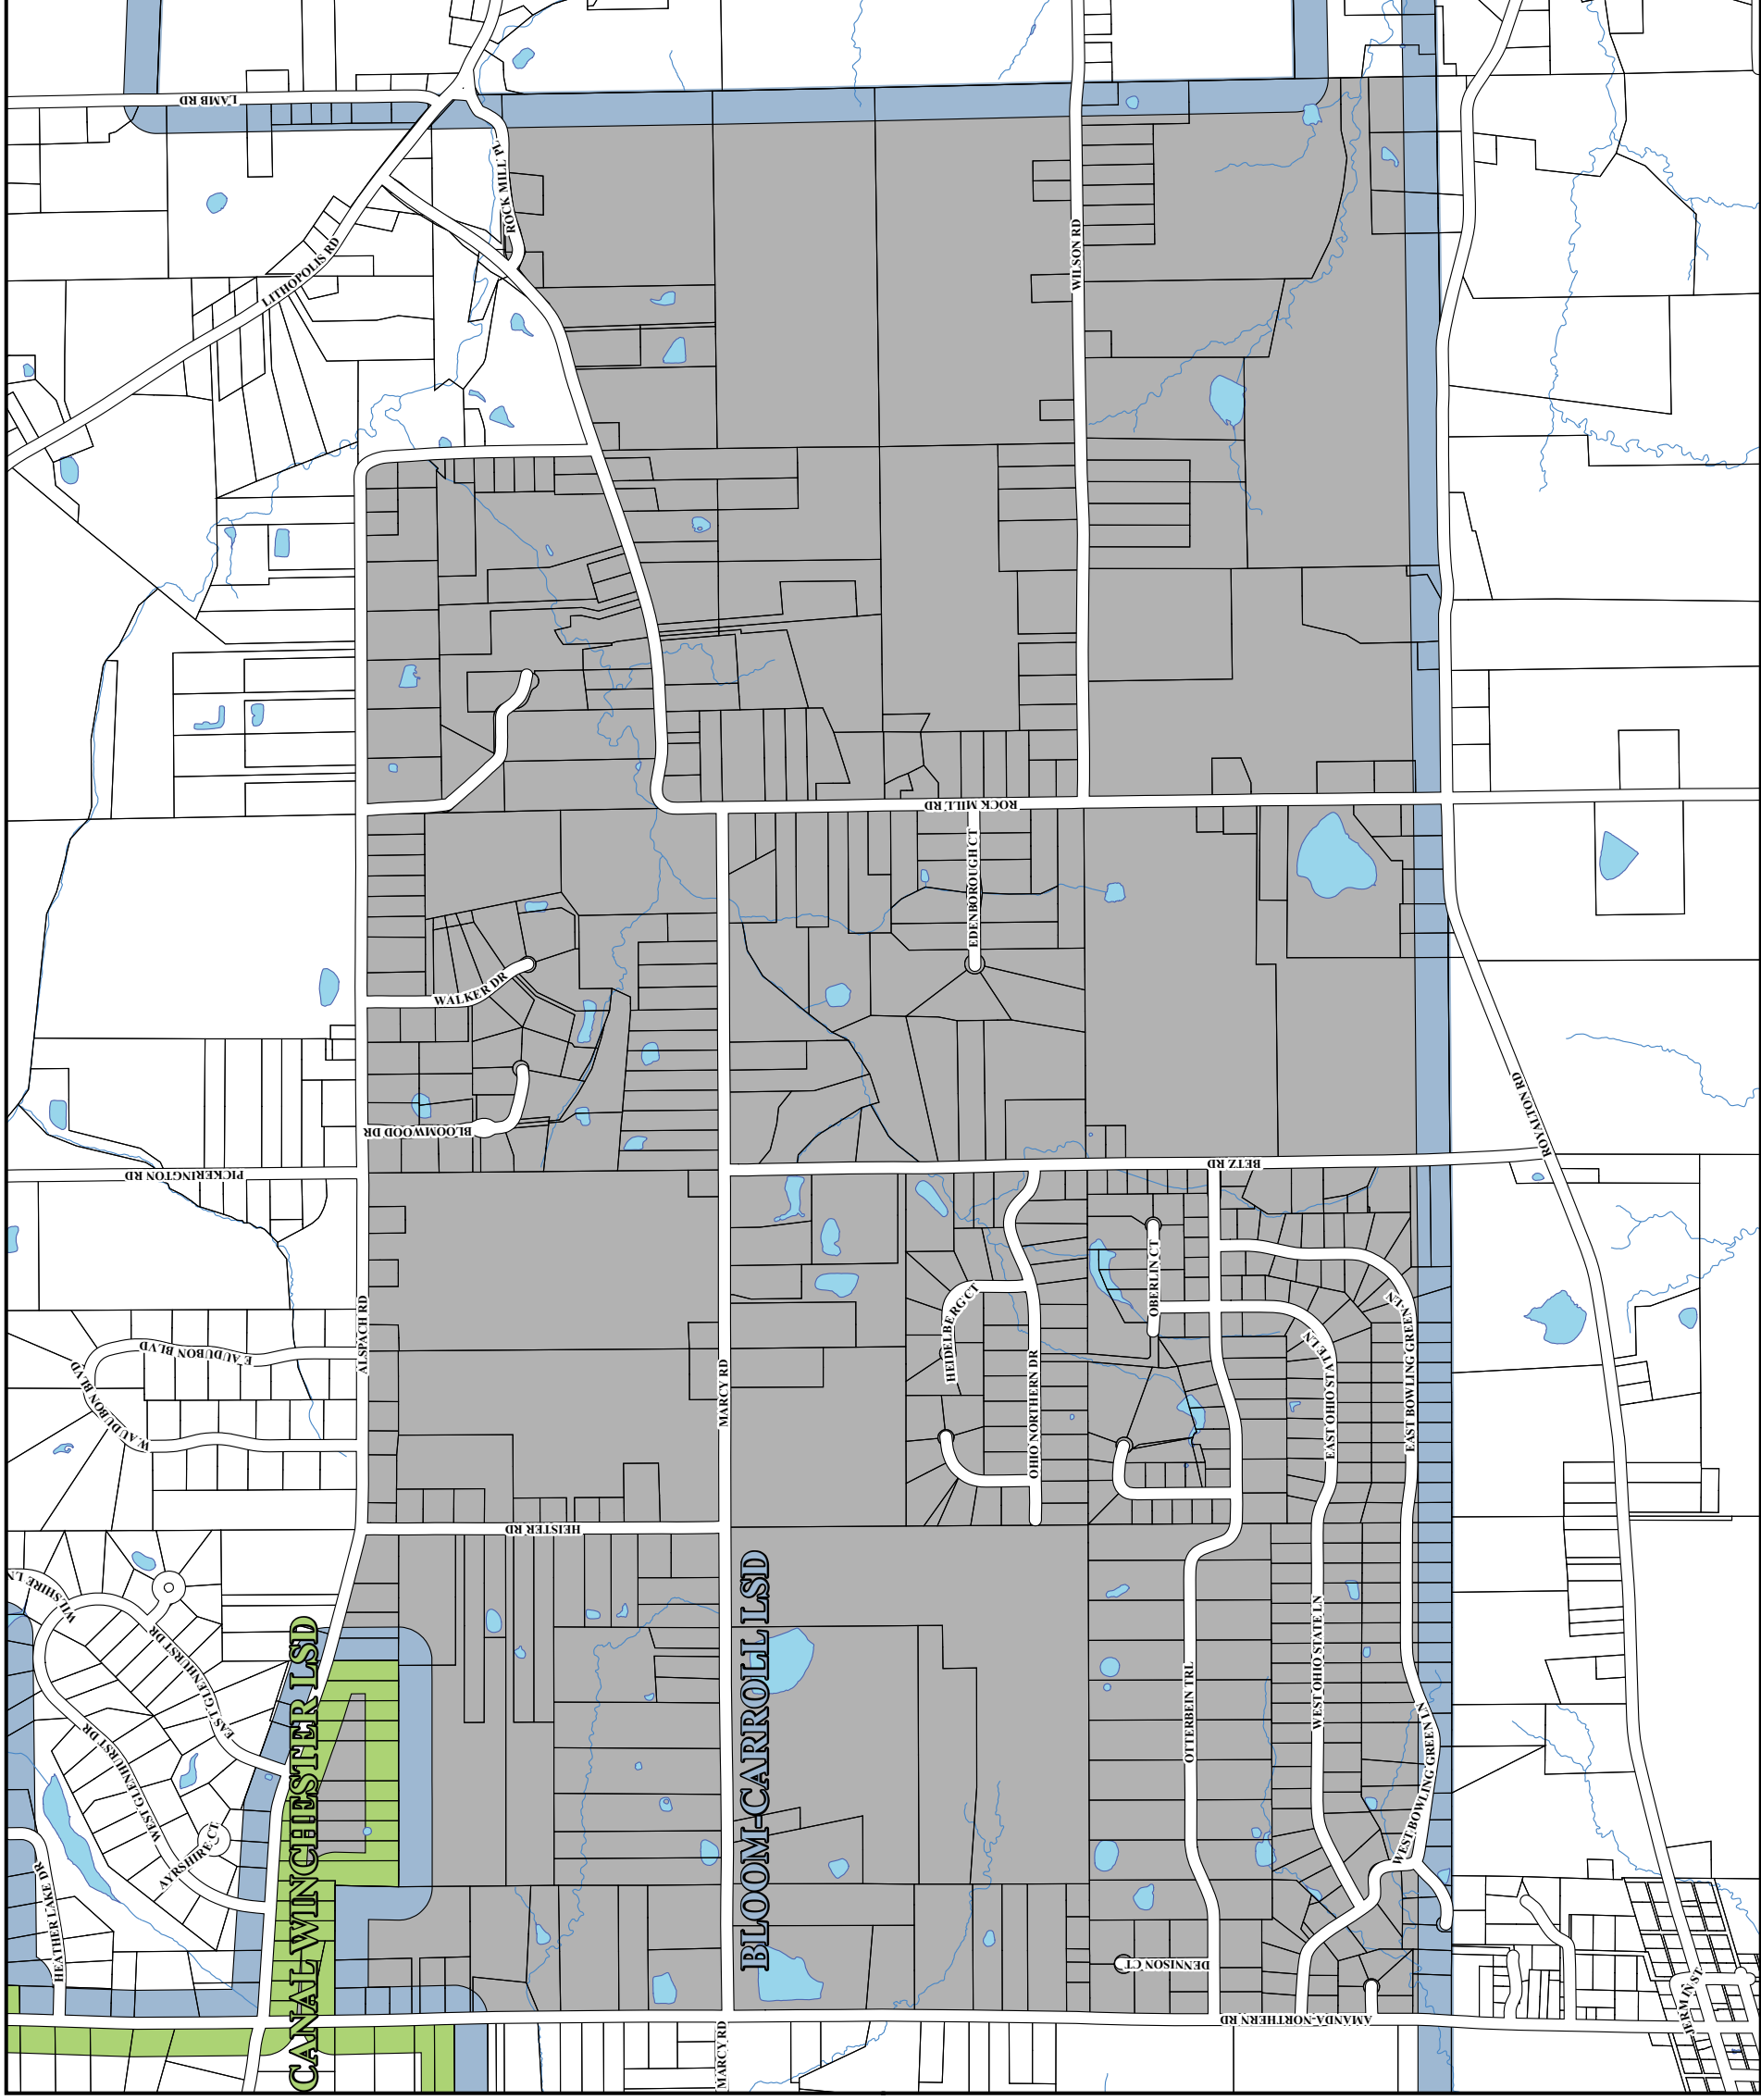 LAMB RD
ROCK MILL PL
LITHOPOLIS RD
WILSON RD
ROCK MILL RD
EDENBOROUGH CT
WALKER DR
BLOOMWOOD DR
PICKERINGTON RD
ROYALTON RD
BETZ RD
OBERLIN CT
HEIDELBERG CT
ALSPACH RD
E AUDUBON BLVD
W AUDUBON BLVD
MARCY RD
OHIO NORTHERN DR
EAST OHIO STATE LN
EAST BOWLING GREEN LN
HEISTER RD
WILSHIRE LN
EAST GLENHURST DR
WEST GLENHURST DR
AYRSHIRE CT
HEATHER LAKE DR
CANAL WINCHESTER LSD
BLOOM-CARROLL LSD
OTTERBEIN TRL
WEST OHIO STATE LN
WEST BOWLING GREEN LN
DENNISON CT
AMANDA-NORTHERN RD
MARCY RD